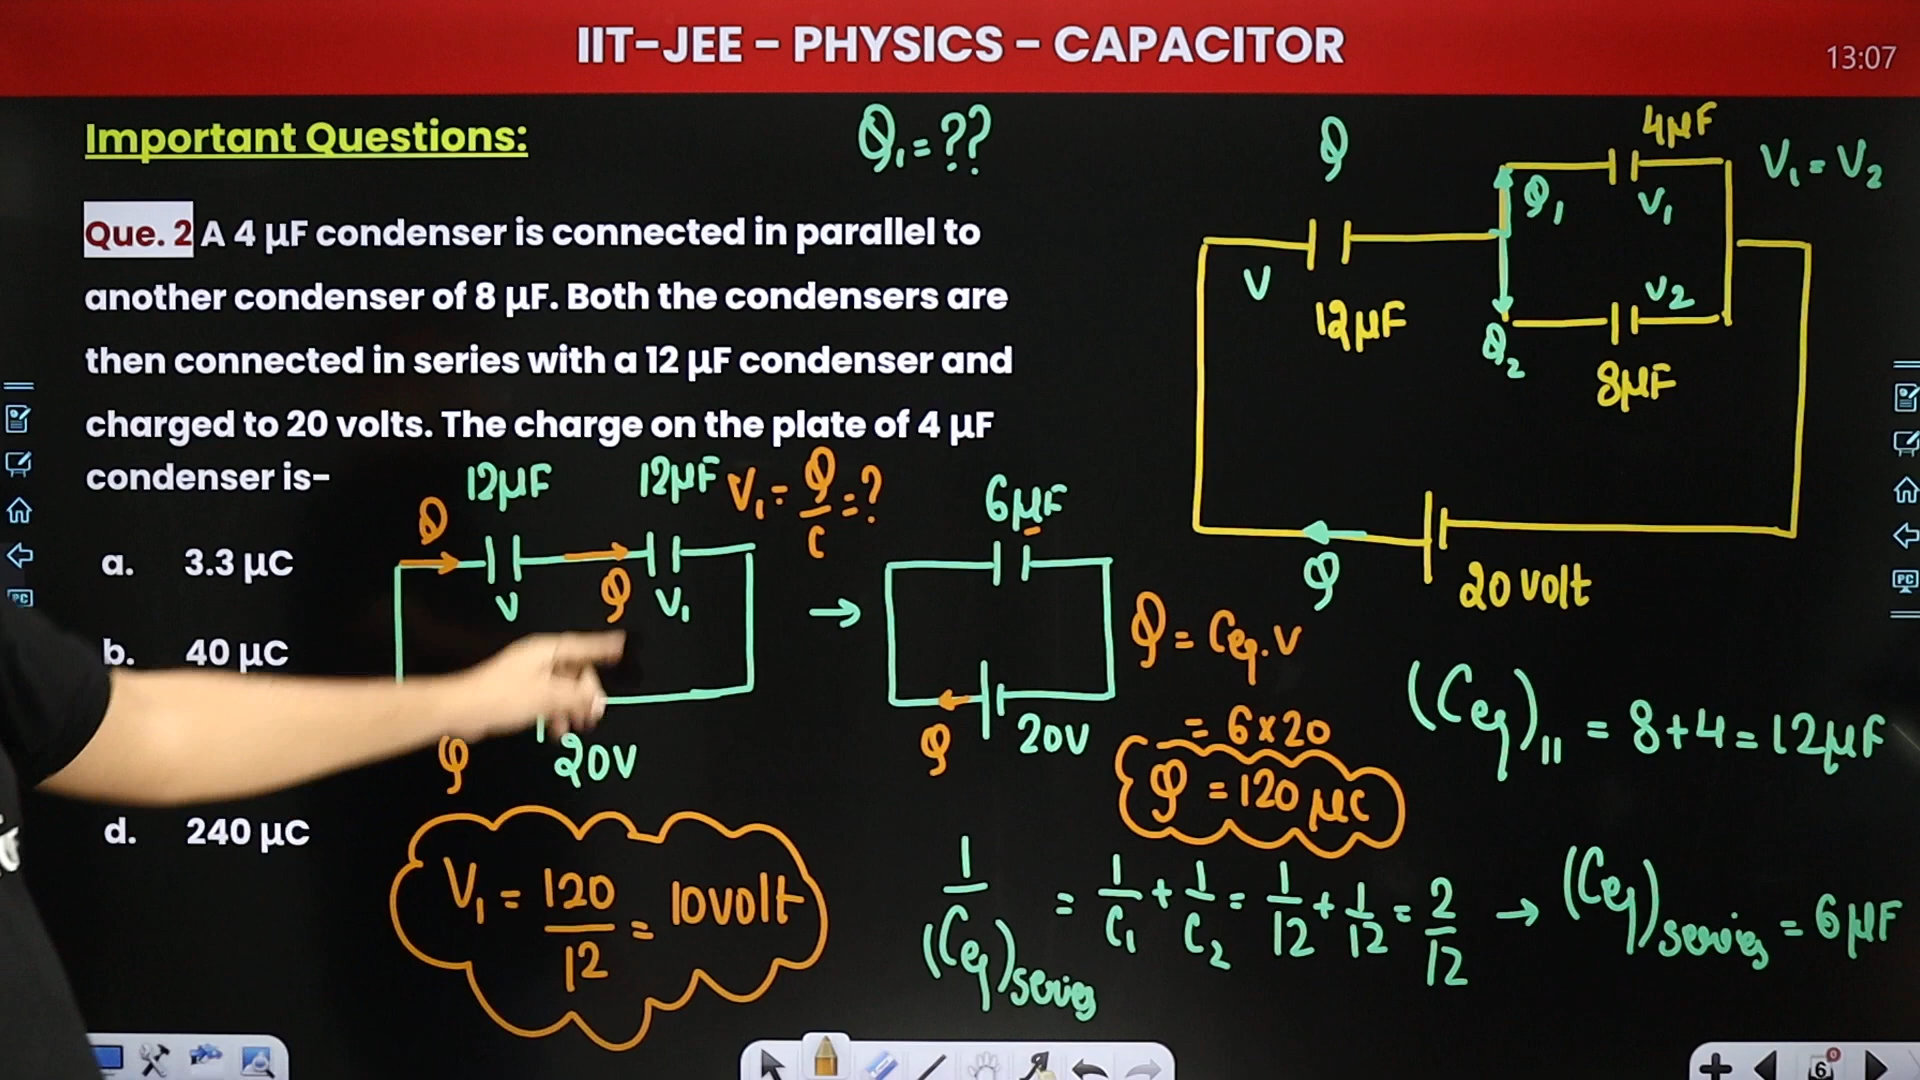 IIT-JEE - PHYSICS - CAPACITOR
13:07
Important Questions:
Q₁ = ??
Que. 2 A 4 μF condenser is connected in parallel to
another condenser of 8 μF. Both the condensers are
then connected in series with a 12 μF condenser and
charged to 20 volts. The charge on the plate of 4 μF
condenser is-
a. 3.3 μC
b. 40 μC
d. 240 μC
Q
4μF
V₁ = V₂
Q₁
V₁
V
12μF
V₂
Q₂
8μF
Q
20 volt
12μF
12μF
V₁ = Q/C = ?
Q
Q
V
V₁
Q
20V
→
6μF
Q
20V
Q = Ceq. V
= 6×20
Q = 120 μC
(Ceq)ıı = 8+4 = 12μF
V₁ = 120/12 = 10volt
1/(Ceq)series = 1/C₁ + 1/C₂ = 1/12 + 1/12 = 2/12 → (Ceq)series = 6μF
PC
PC
6
0